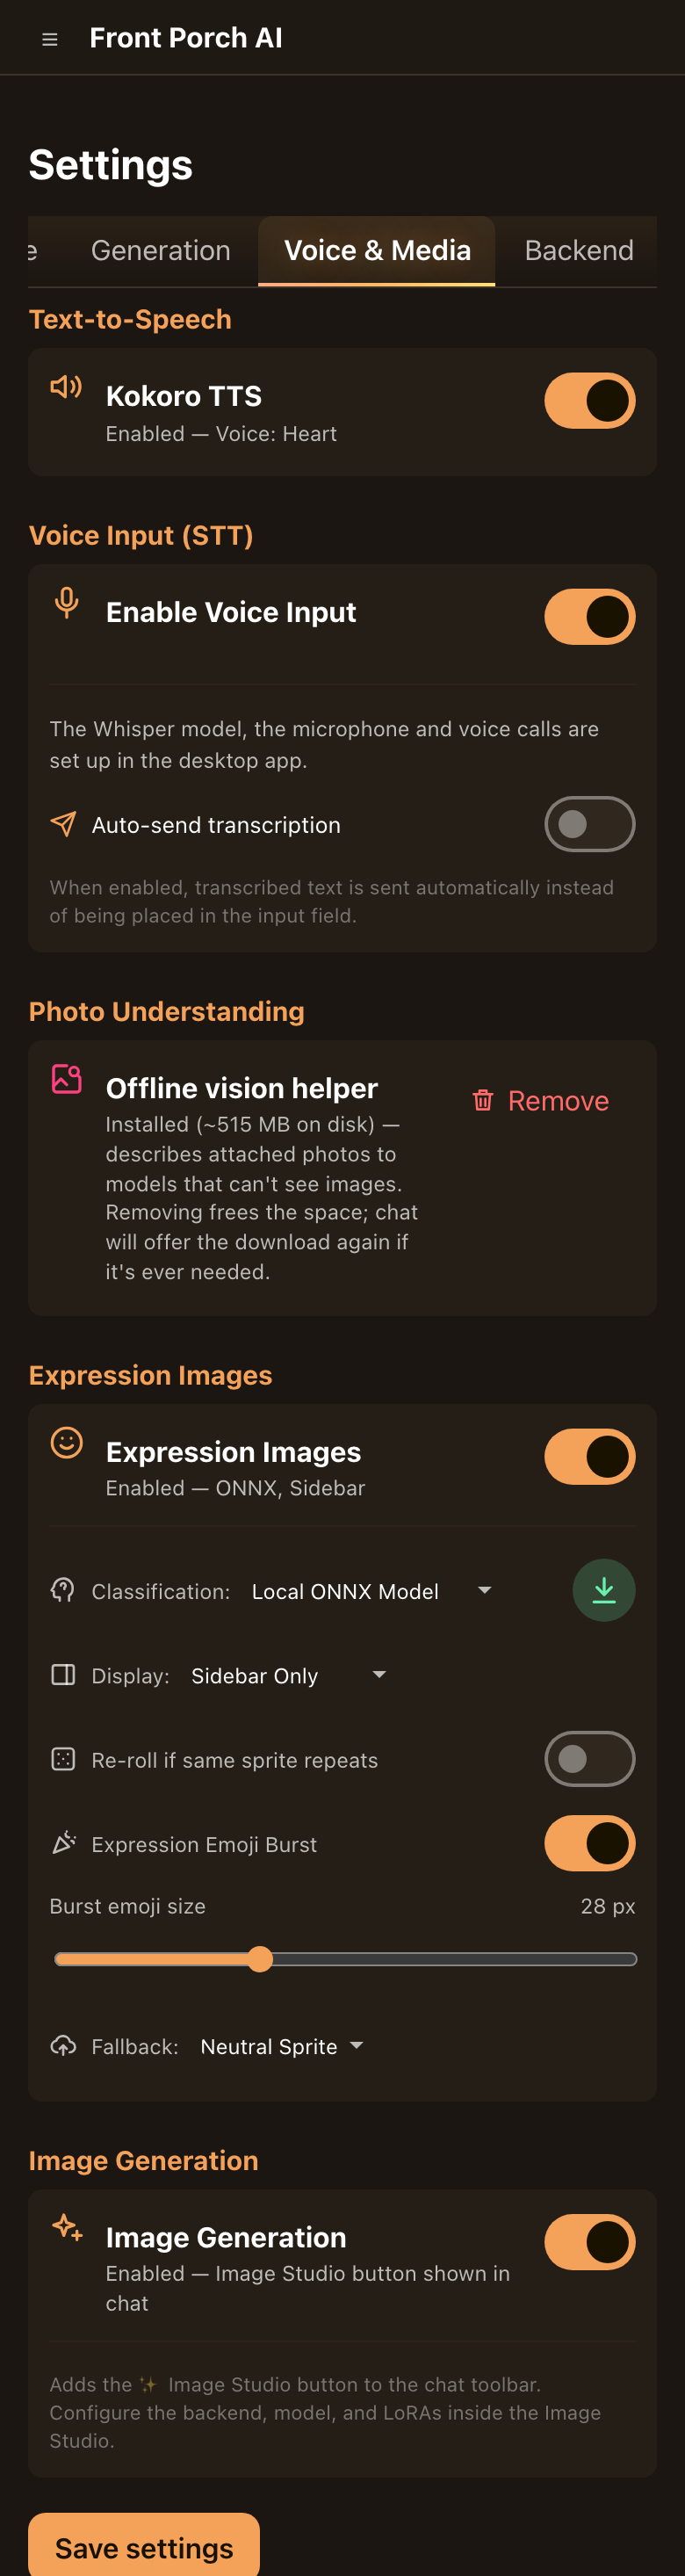 Front Porch AI
Settings
e
Generation
Voice & Media
Backend
Text-to-Speech
Kokoro TTS
Enabled — Voice: Heart
Voice Input (STT)
Enable Voice Input
The Whisper model, the microphone and voice calls are
set up in the desktop app.
Auto-send transcription
When enabled, transcribed text is sent automatically instead
of being placed in the input field.
Photo Understanding
Offline vision helper
Remove
Installed (~515 MB on disk) —
describes attached photos to
models that can't see images.
Removing frees the space; chat
will offer the download again if
it's ever needed.
Expression Images
Expression Images
Enabled — ONNX, Sidebar
Classification: Local ONNX Model
Display: Sidebar Only
Re-roll if same sprite repeats
Expression Emoji Burst
Burst emoji size 28 px
Fallback: Neutral Sprite
Image Generation
Image Generation
Enabled — Image Studio button shown in
chat
Adds the ✨ Image Studio button to the chat toolbar.
Configure the backend, model, and LoRAs inside the Image
Studio.
Save settings